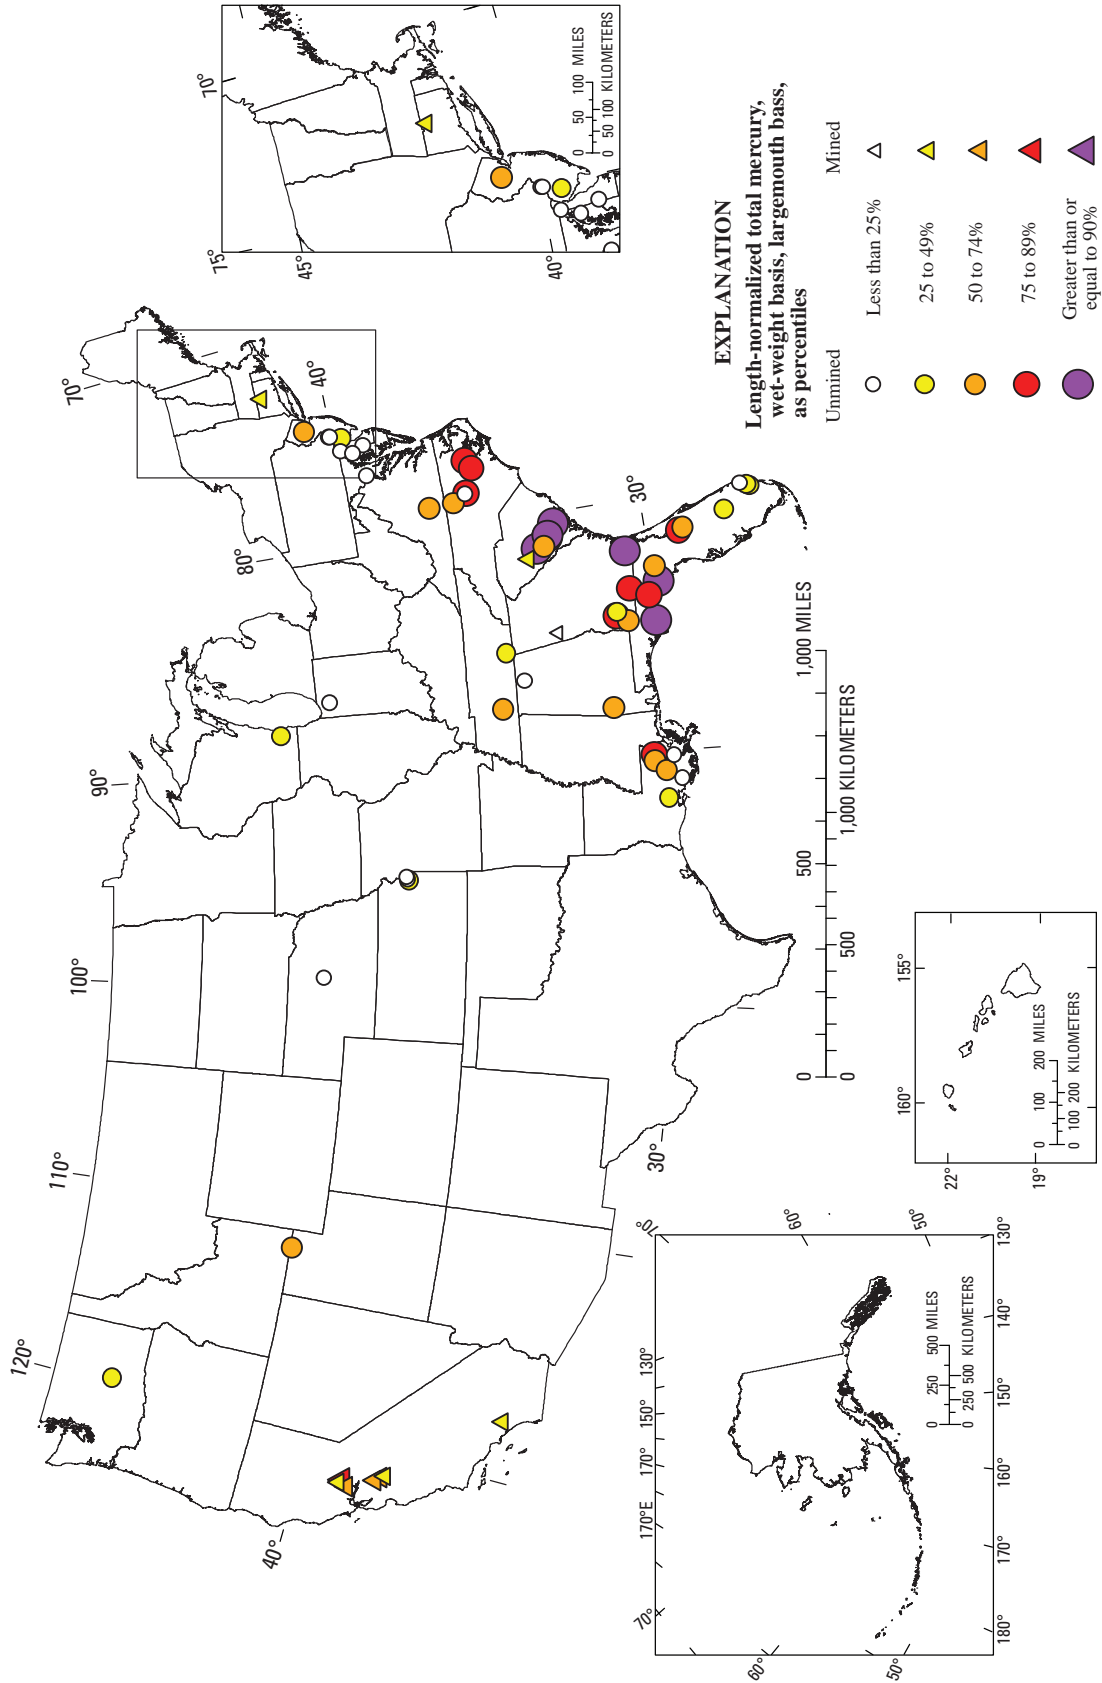 120°
110°
100°
90°
80°
70°
40°
30°
30°
40°
0
500
1,000 MILES
0
500
1,000 KILOMETERS
75°
70°
45°
40°
0 50 100 MILES
0 50 100 KILOMETERS
EXPLANATION
Length-normalized total mercury,
wet-weight basis, largemouth bass,
as percentiles
Unmined
Mined
Less than 25%
25 to 49%
50 to 74%
75 to 89%
Greater than or
equal to 90%
70°
60°
50°
170°E
170°
160°
150°
130°
70°
60°
50°
180°
170°
160°
150°
140°
130°
0 250 500 MILES
0 250 500 KILOMETERS
160°
155°
22°
19°
0 100 200 MILES
0 100 200 KILOMETERS